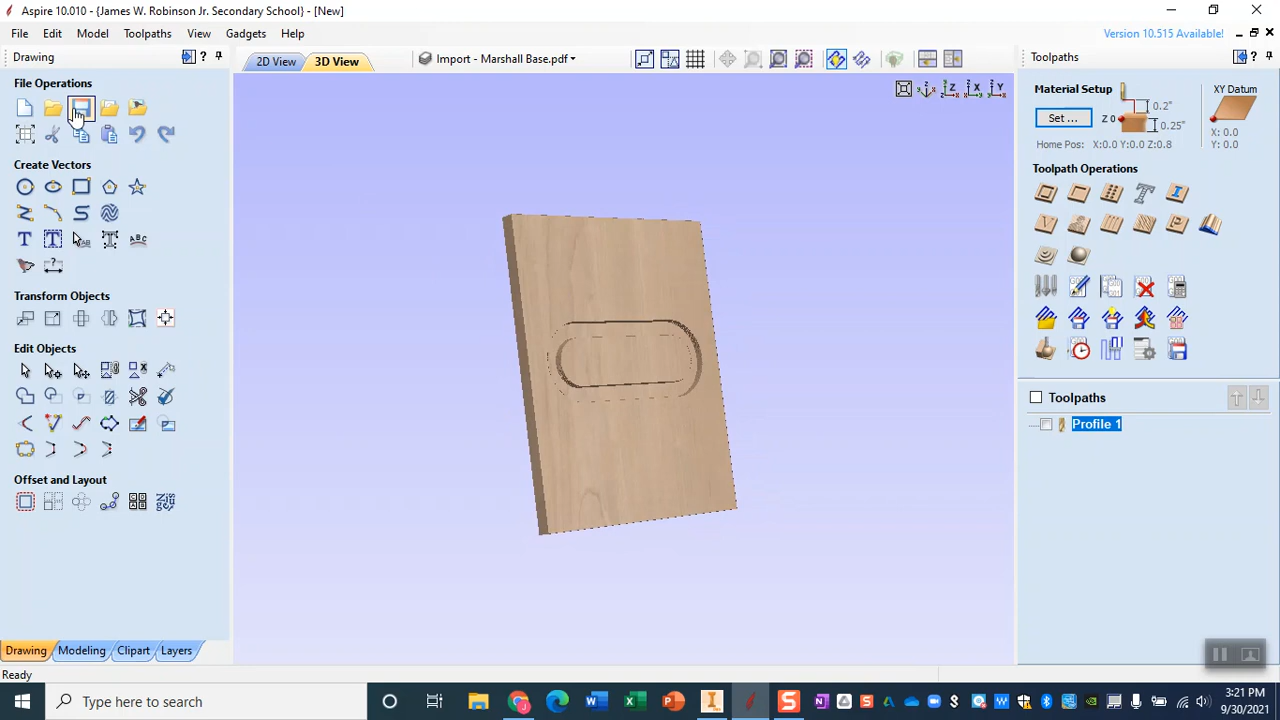 Aspire 10.010 - {James W. Robinson Jr. Secondary School} - [New]
File Edit Model Toolpaths View Gadgets Help
Version 10.515 Available!
Drawing
2D View 3D View Import - Marshall Base.pdf
Toolpaths
File Operations
Create Vectors
Transform Objects
Edit Objects
Offset and Layout
Drawing Modeling Clipart Layers
Ready
Z X Y
Material Setup
Set ...
Z 0
0.2"
0.25"
XY Datum
X: 0.0
Y: 0.0
Home Pos: X:0.0 Y:0.0 Z:0.8
Toolpath Operations
Toolpaths
Profile 1
Type here to search
3:21 PM
9/30/2021